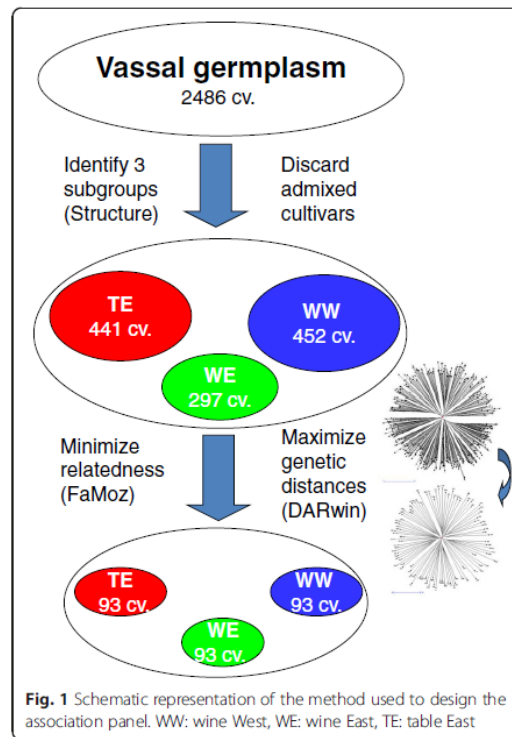 Vassal germplasm
2486 cv.
Identify 3
subgroups
(Structure)
Discard
admixed
cultivars
TE
441 cv.
WW
452 cv.
WE
297 cv.
Minimize
relatedness
(FaMoz)
Maximize
genetic
distances
(DARwin)
TE
93 cv.
WW
93 cv.
WE
93 cv.
Fig. 1 Schematic representation of the method used to design the
association panel. WW: wine West, WE: wine East, TE: table East